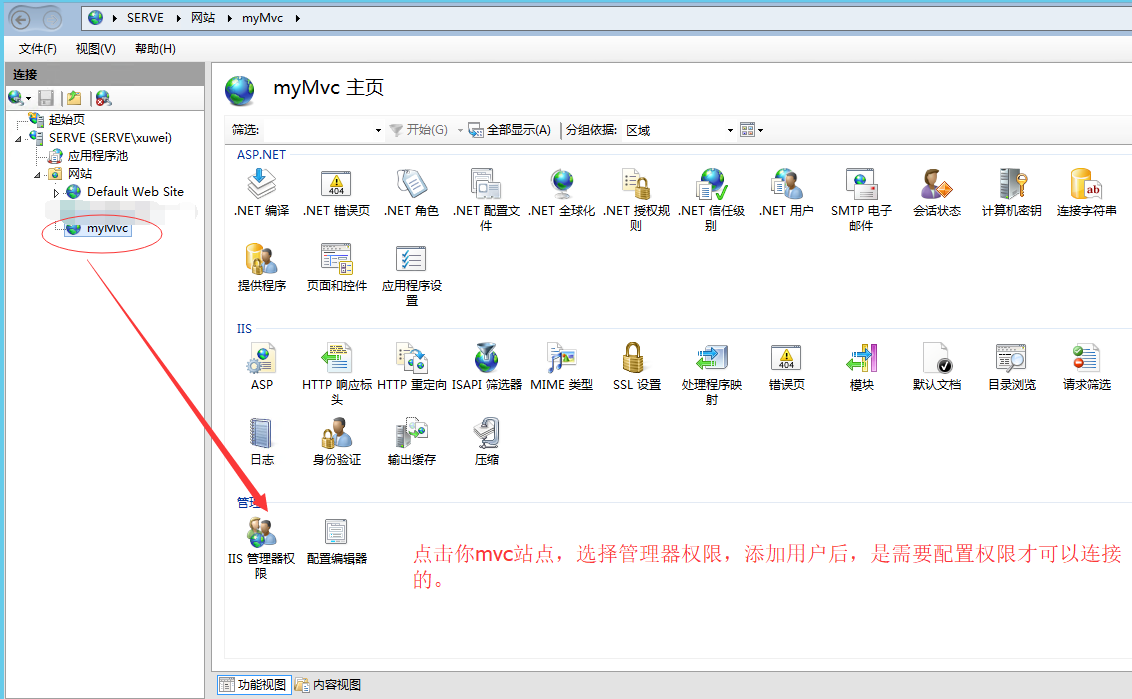 SERVE 网站 myMvc
文件(F) 视图(V) 帮助(H)
连接
起始页
SERVE (SERVE\xuwei)
应用程序池
网站
Default Web Site
myMvc
myMvc 主页
筛选: 开始(G) 全部显示(A) 分组依据: 区域
ASP.NET
.NET 编译 .NET 错误页 .NET 角色 .NET 配置文 .NET 全球化 .NET 授权规 .NET 信任级 .NET 用户 SMTP 电子 会话状态 计算机密钥 连接字符串
件 则 别 邮件
提供程序 页面和控件 应用程序设
置
IIS
ASP HTTP 响应标 HTTP 重定向 ISAPI 筛选器 MIME 类型 SSL 设置 处理程序映 错误页 模块 默认文档 目录浏览 请求筛选
头 射
日志 身份验证 输出缓存 压缩
管理
IIS 管理器权 配置编辑器
限
点击你mvc站点，选择管理器权限，添加用户后，是需要配置权限才可以连接
的。
功能视图 内容视图